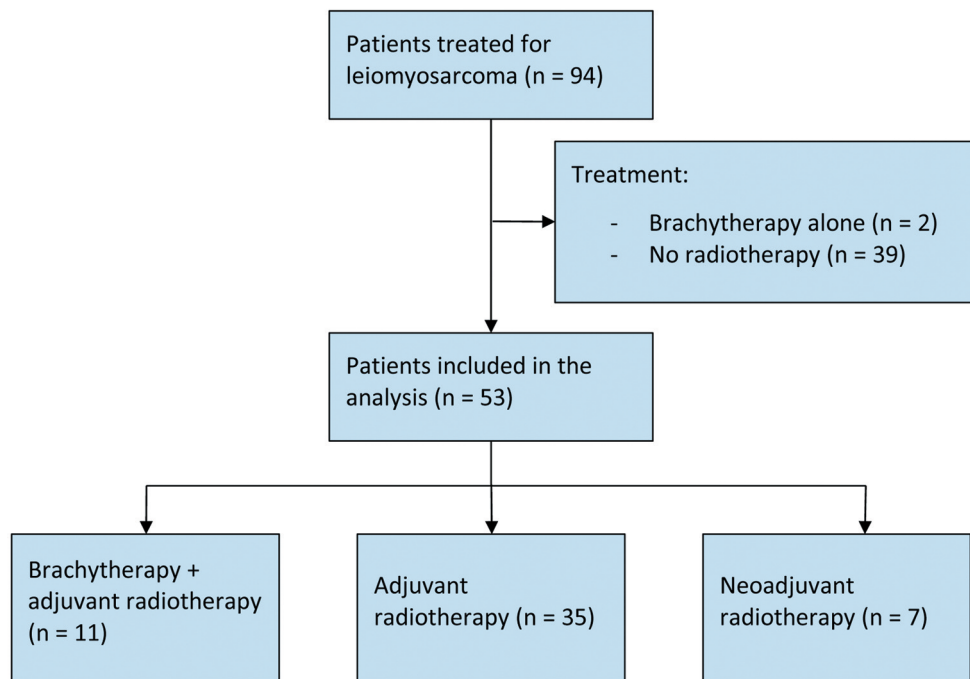 Patients treated for
leiomyosarcoma (n = 94)
Treatment:
- Brachytherapy alone (n = 2)
- No radiotherapy (n = 39)
Patients included in the
analysis (n = 53)
Brachytherapy +
adjuvant radiotherapy
(n = 11)
Adjuvant
radiotherapy (n = 35)
Neoadjuvant
radiotherapy (n = 7)